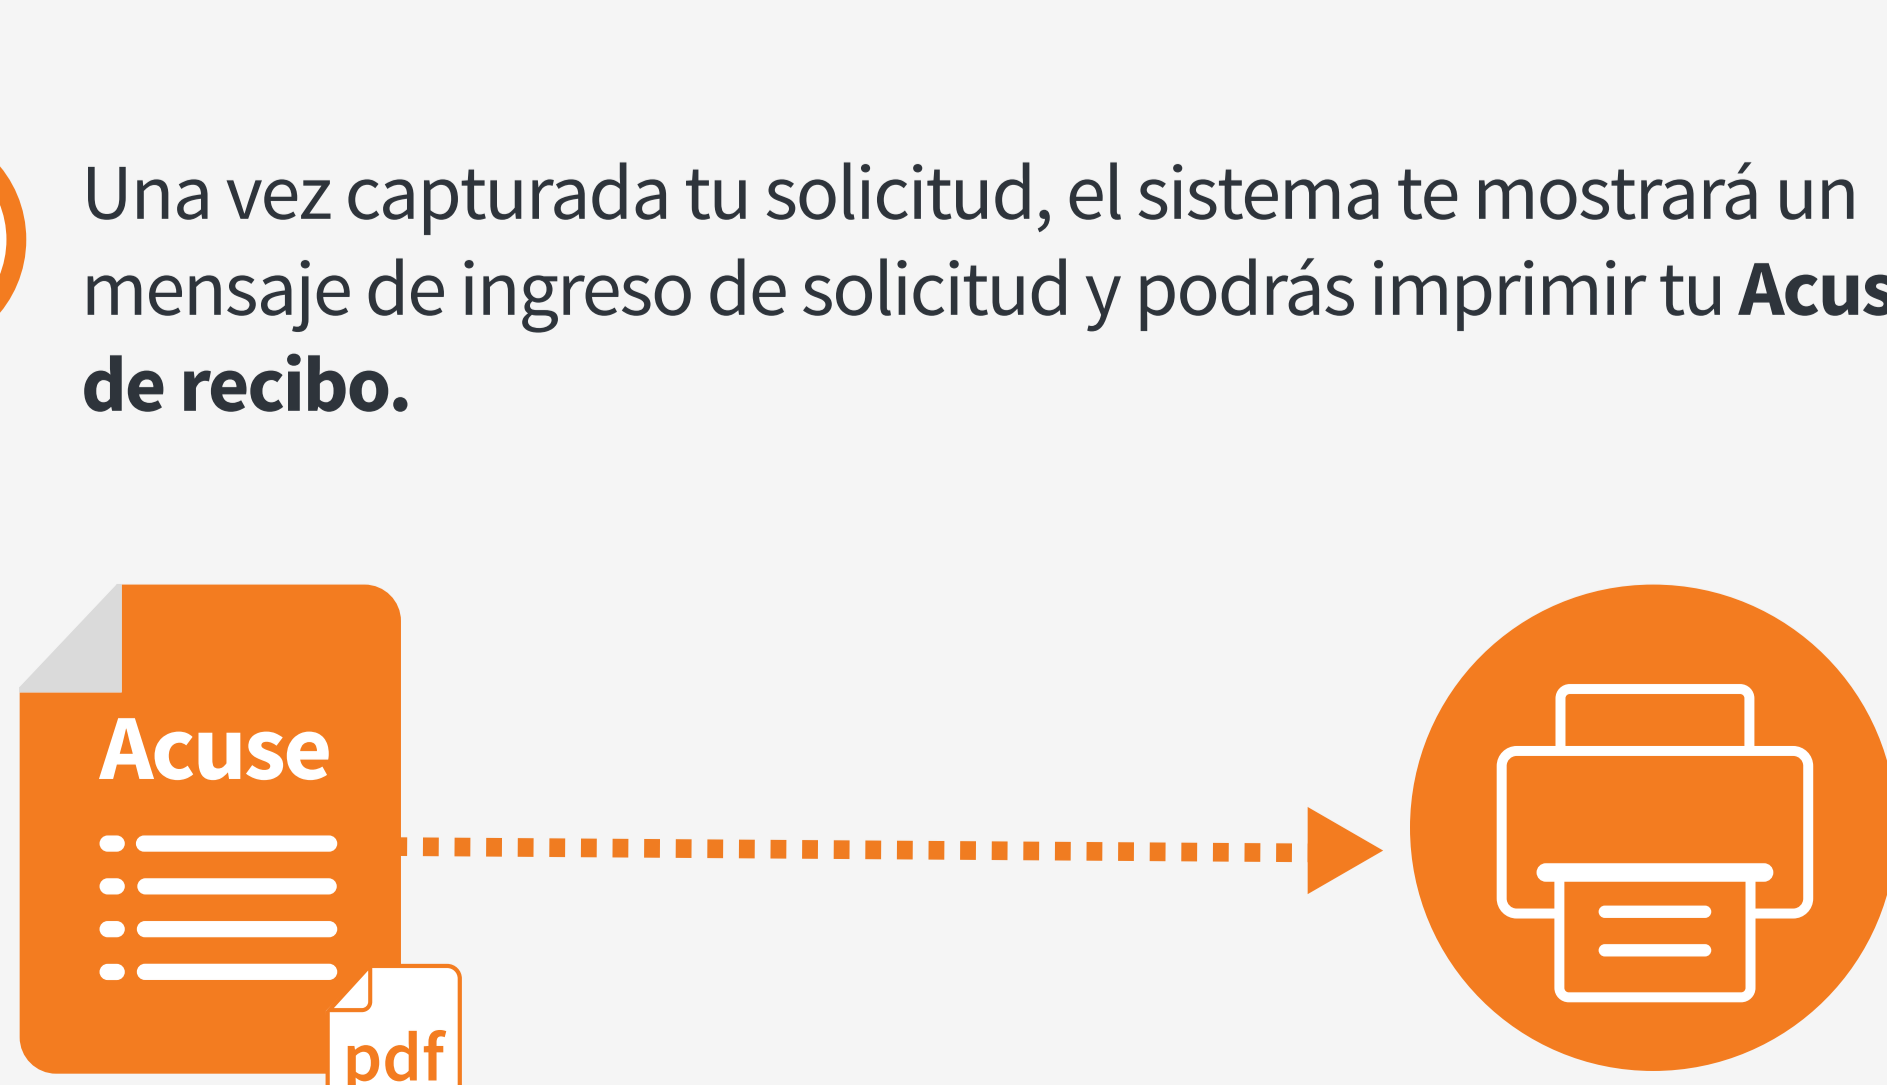 Una vez capturada tu solicitud, el sistema te mostrará un
mensaje de ingreso de solicitud y podrás imprimir tu Acus
de recibo.
Acuse
pdf